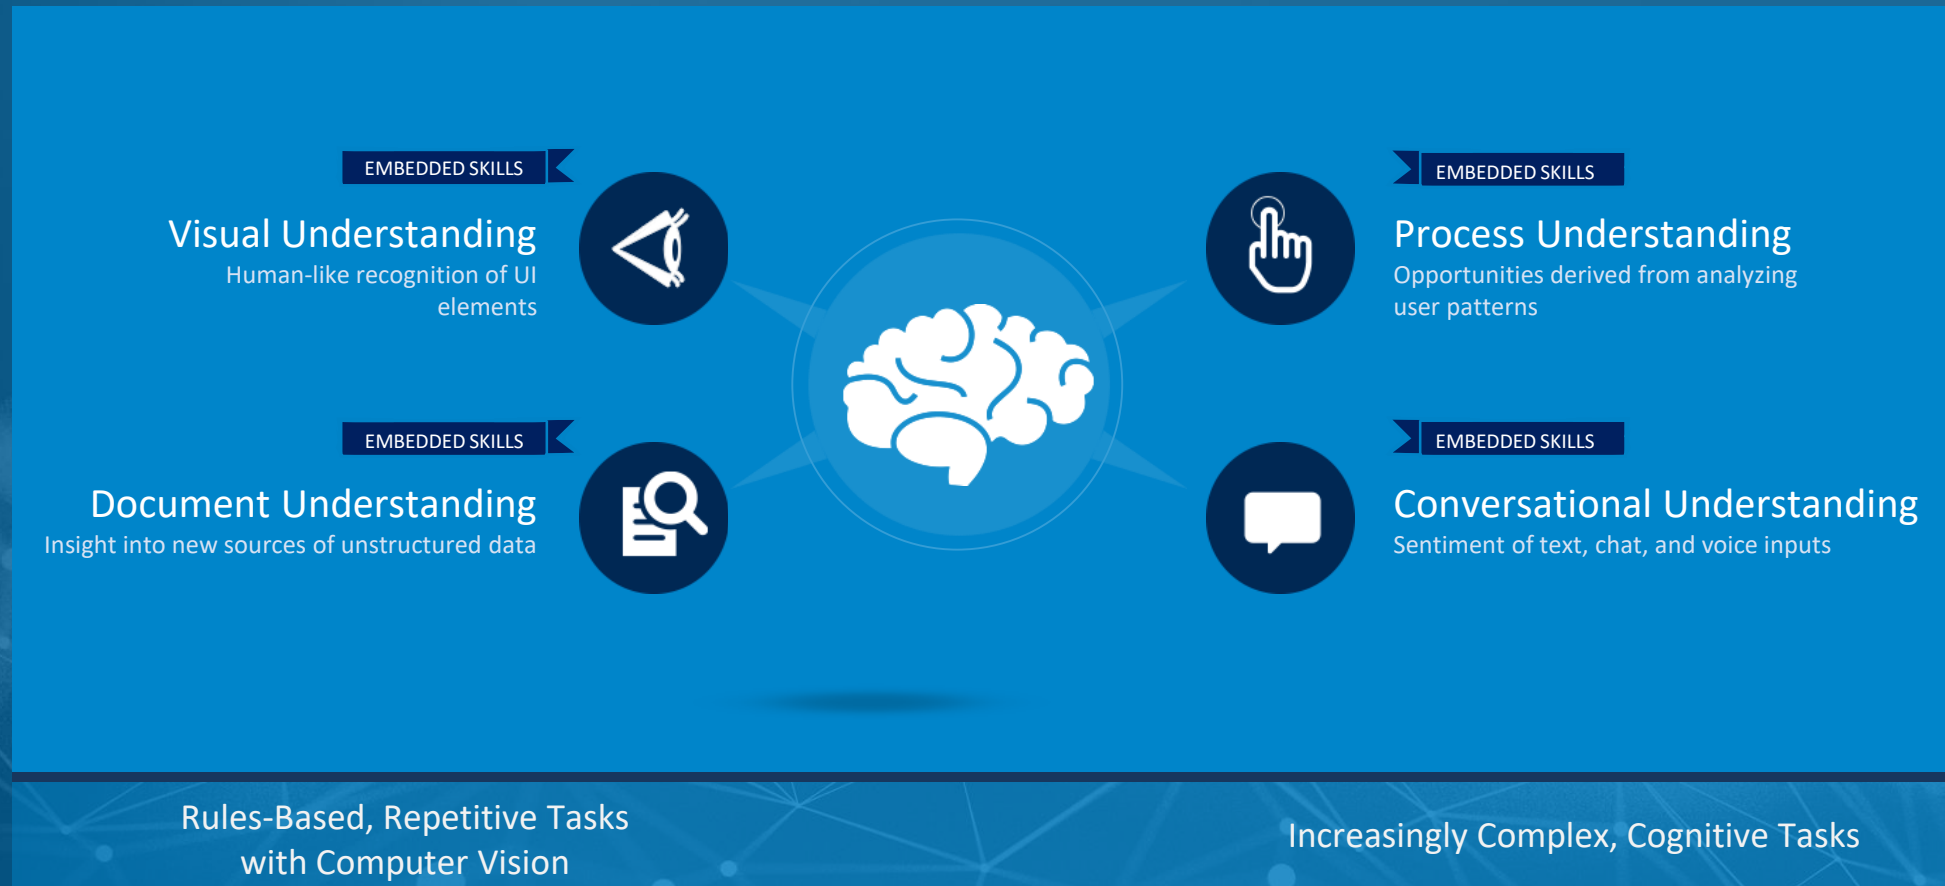 EMBEDDED SKILLS
Visual Understanding
Human-like recognition of UI
elements
EMBEDDED SKILLS
Document Understanding
Insight into new sources of unstructured data
EMBEDDED SKILLS
Process Understanding
Opportunities derived from analyzing
user patterns
EMBEDDED SKILLS
Conversational Understanding
Sentiment of text, chat, and voice inputs
Rules-Based, Repetitive Tasks
with Computer Vision
Increasingly Complex, Cognitive Tasks